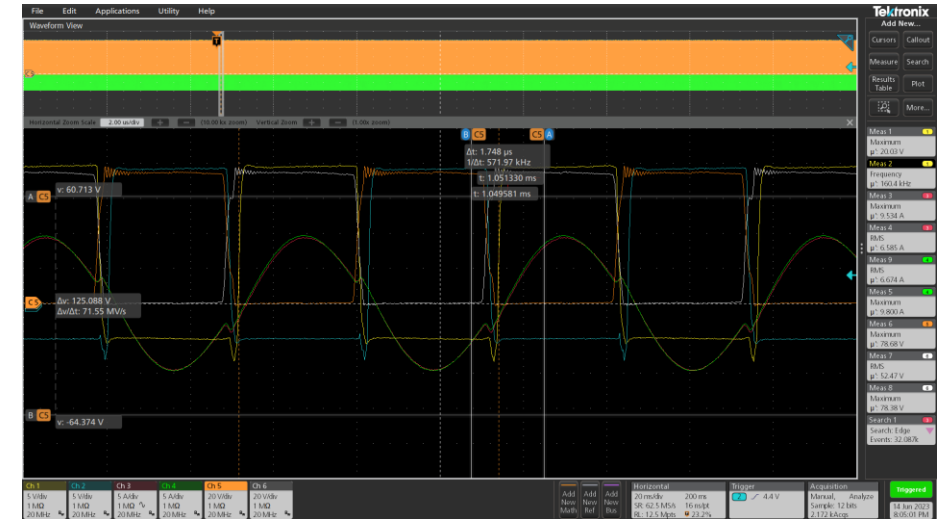 File Edit Applications Utility Help
Tektronix
Waveform View
Add New...
T
Cursors Callout
Measure Search
Results Table Plot
More...
Horizontal Zoom Scale 2.00 us/div (10.00 kx zoom) Vertical Zoom (1.00x zoom)
B C5 C5 A
Δt: 1.748 μs
1/Δt: 571.97 kHz
t: 1.051330 ms
t: 1.049581 ms
A C5 v: 60.713 V
C5
Δv: 125.088 V
Δv/Δt: 71.55 MV/s
B C5 v: -64.374 V
Meas 1
Maximum
μ': 20.03 V
Meas 2
Frequency
μ': 160.4 kHz
Meas 3
Maximum
μ': 9.534 A
Meas 4
RMS
μ': 6.585 A
Meas 9
RMS
μ': 6.674 A
Meas 5
Maximum
μ': 9.800 A
Meas 6
Maximum
μ': 78.68 V
Meas 7
RMS
μ': 52.47 V
Meas 8
Maximum
μ': 78.38 V
Search 1
Search: Edge
Events: 32.087k
Ch 1
5 V/div
1 MΩ
20 MHz
Ch 2
5 V/div
1 MΩ
20 MHz
Ch 3
5 A/div
1 MΩ
20 MHz
Ch 4
5 A/div
1 MΩ
20 MHz
Ch 5
20 V/div
1 MΩ
20 MHz
Ch 6
20 V/div
1 MΩ
20 MHz
Add New Math
Add New Ref
Add New Bus
Horizontal
20 ms/div 200 ms
SR: 62.5 MS/s 16 ns/pt
RL: 12.5 Mpts 23.2%
Trigger
2 4.4 V
Acquisition
Manual, Analyze
Sample: 12 bits
2.172 kAcqs
Triggered
14 Jun 2023
8:05:01 PM